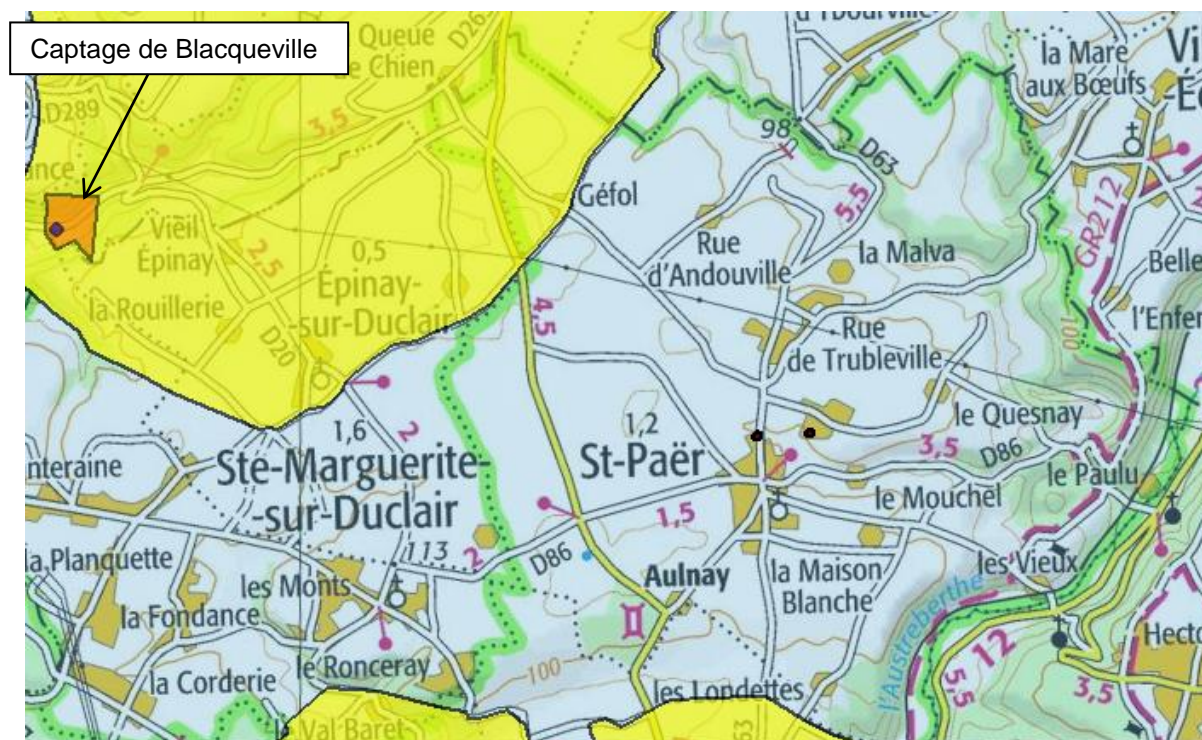 Captage de Blacqueville
Queue
de Chien
D26
D289
3,5
Vieil
Épinay
2,5
la Rouillerie
0,5
Épinay-
-sur-Duclair
D20
Géfol
4,5
98
D63
5,5
Rue
d'Andouville
la Malva
la Mare
aux Bœufs
GR212
Belle
l'Enfer
100
Rue
de Trubleville
le Quesnay
3,5
D86
le Paulu
le Mouchel
1,2
St-Paër
1,5
1,6
2
Ste-Marguerite-
-sur-Duclair
113
2
D86
la Planquette
les Monts
la Fondance
le Ronceray
la Corderie
le Val Baret
Aulnay
la Maison
Blanche
les Vieux
l'Austreberthe
100
les Londettes
63
5,5
12
3,5
Hecto